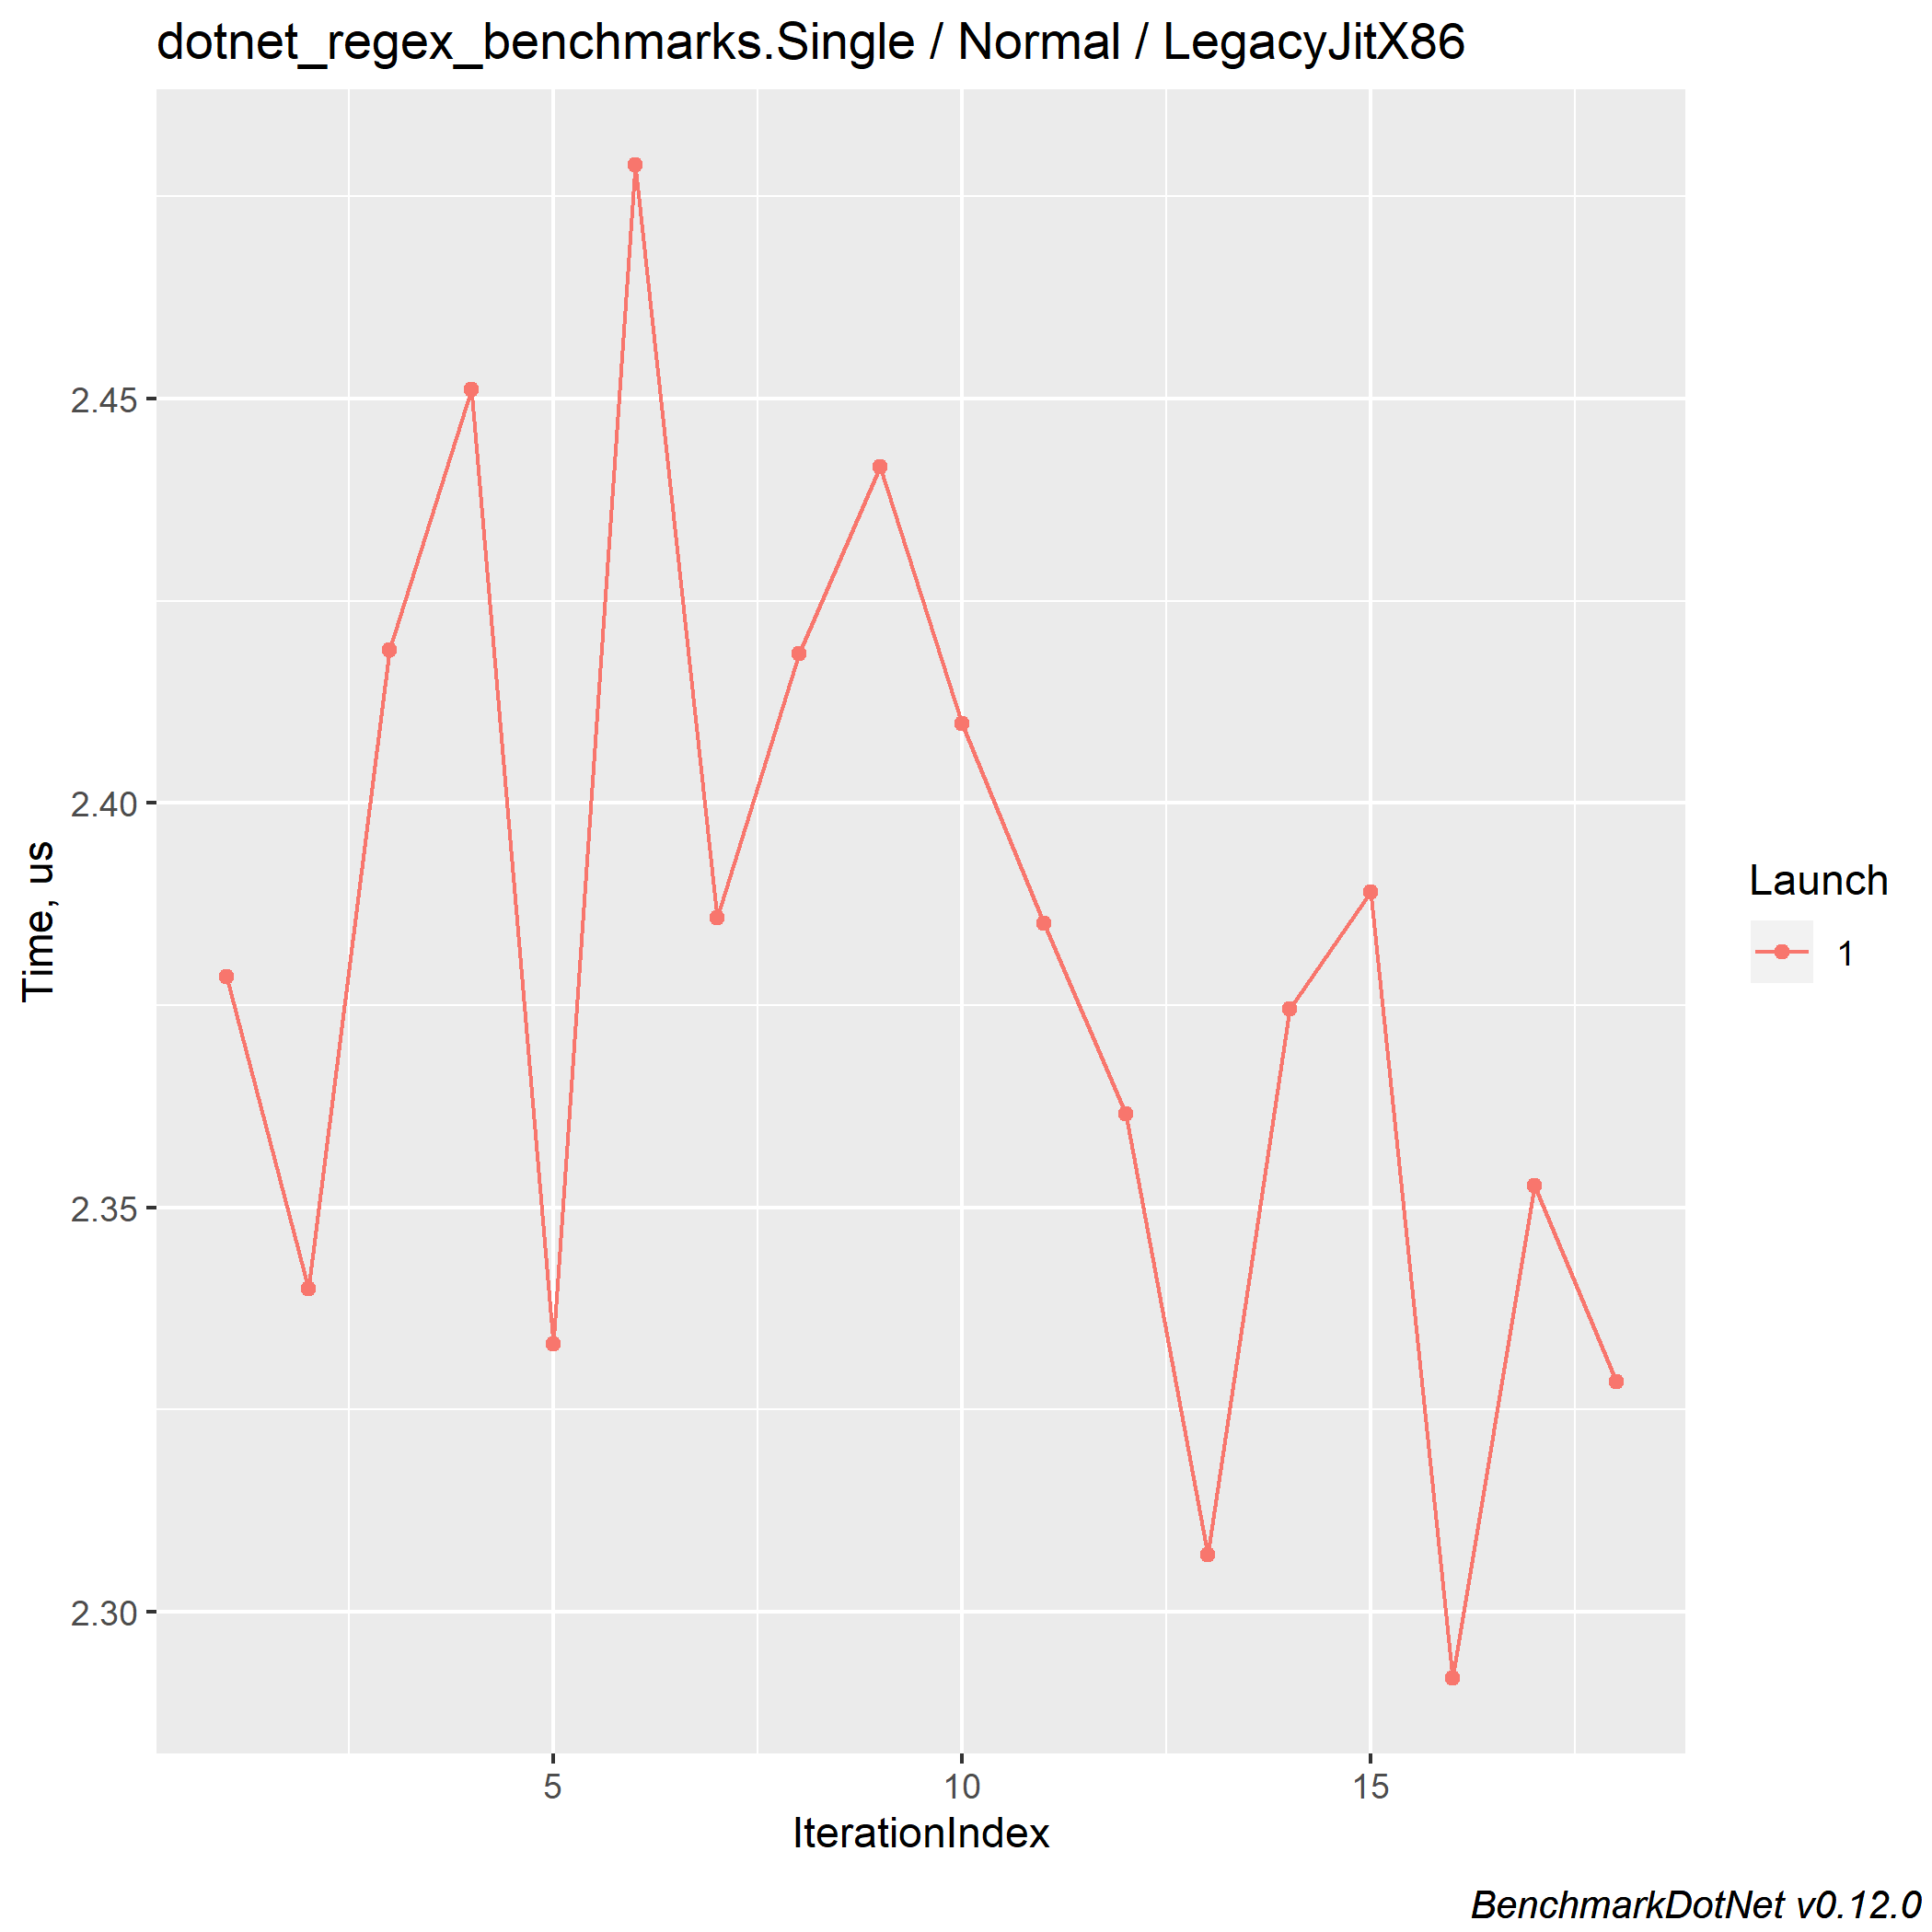 dotnet_regex_benchmarks.Single / Normal / LegacyJitX86
2.45
2.40
2.35
2.30
Time, us
5
10
15
IterationIndex
Launch
1
BenchmarkDotNet v0.12.0